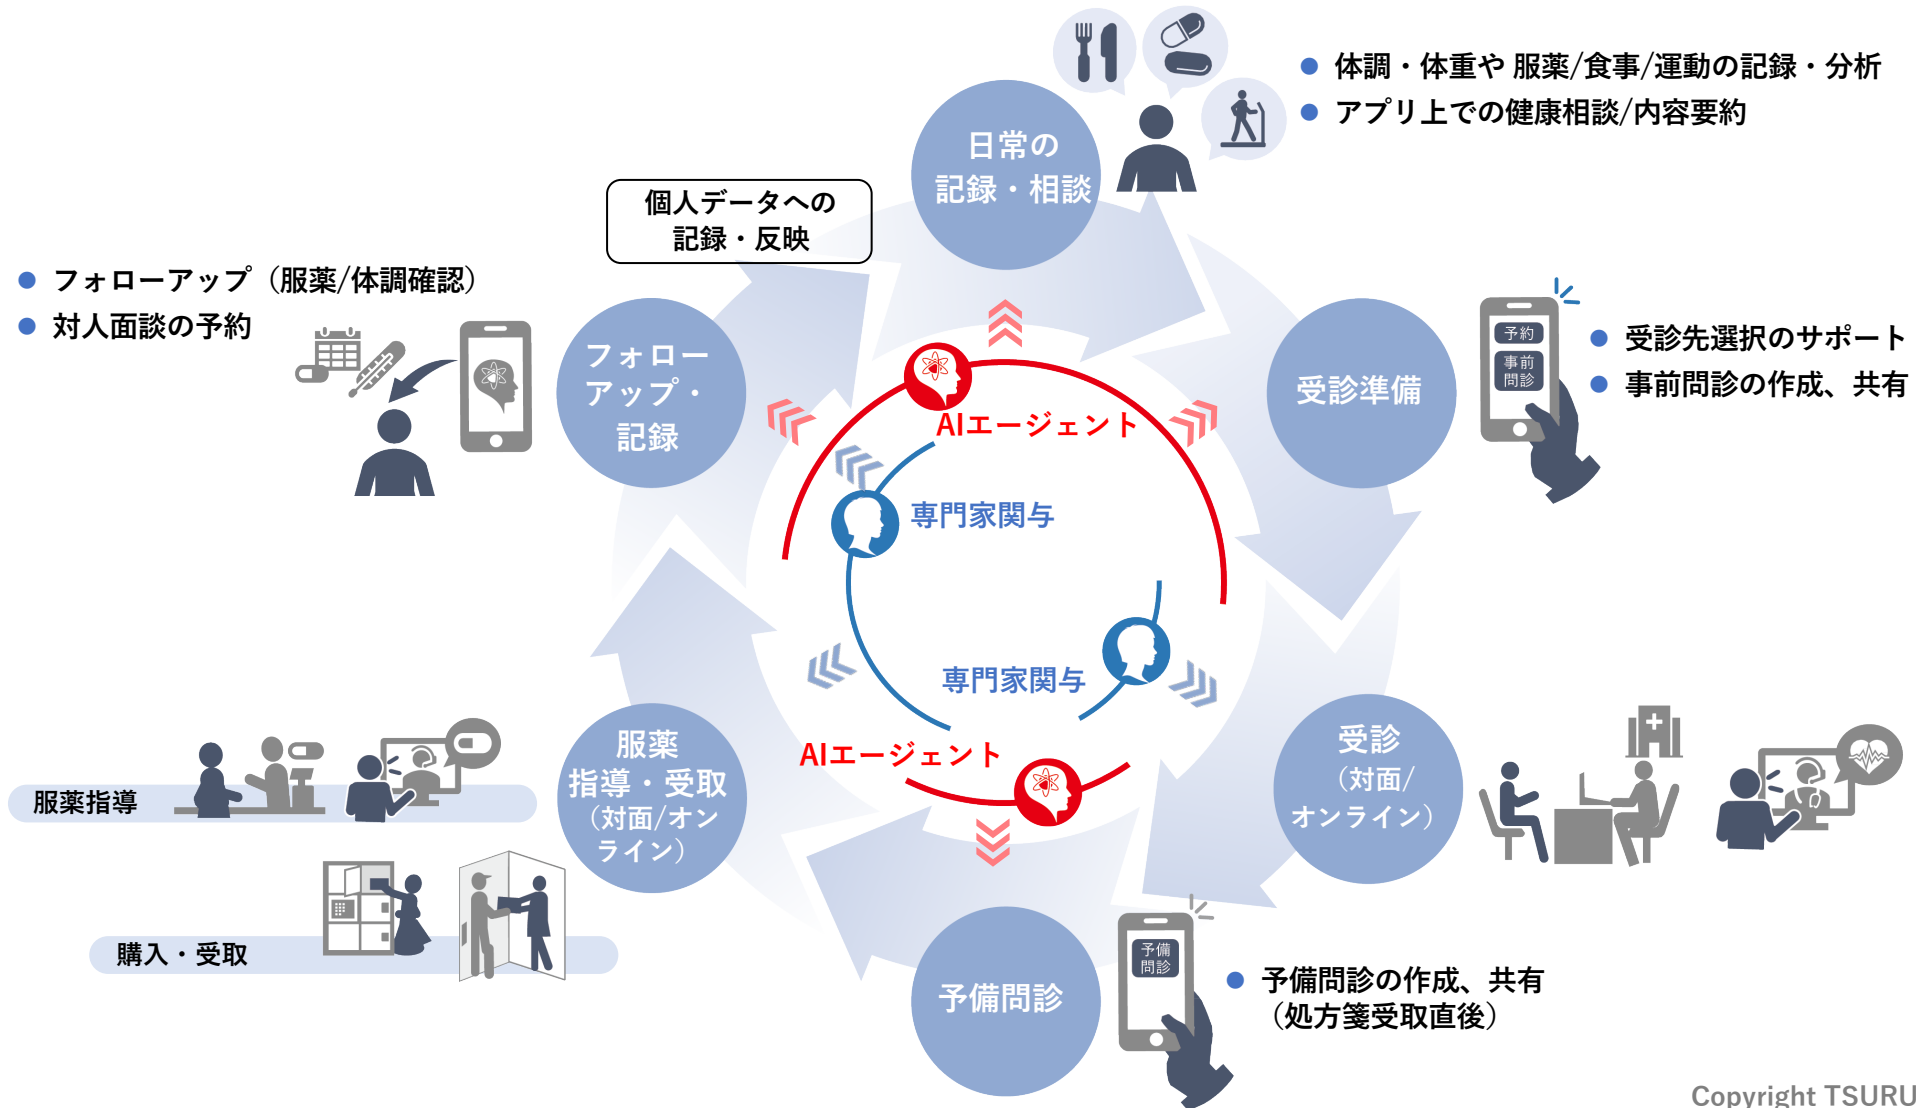 体調・体重や 服薬/食事/運動の記録・分析
アプリ上での健康相談/内容要約
日常の
記録・相談
個人データへの
記録・反映
フォローアップ（服薬/体調確認）
対人面談の予約
フォロー
アップ・
記録
受診準備
予約
事前
問診
受診先選択のサポート
事前問診の作成、共有
AIエージェント
専門家関与
専門家関与
AIエージェント
受診
（対面/
オンライン）
服薬
指導・受取
（対面/オン
ライン）
服薬指導
購入・受取
予備問診
予備
問診
予備問診の作成、共有
（処方箋受取直後）
Copyright TSURU